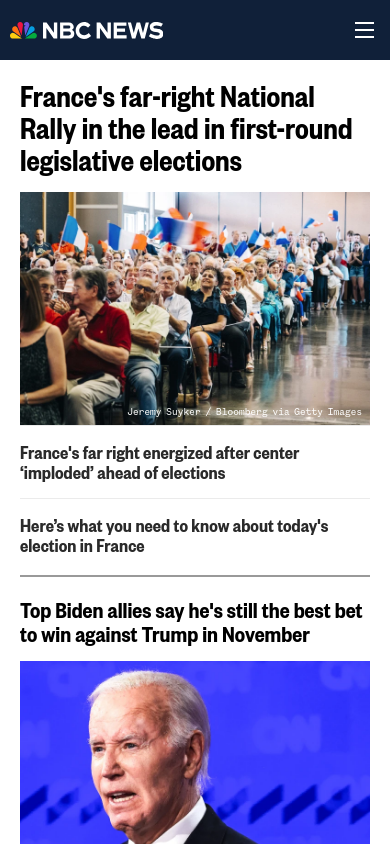 NBC NEWS
France's far-right National
Rally in the lead in first-round
legislative elections
Jeremy Suyker / Bloomberg via Getty Images
France's far right energized after center
‘imploded’ ahead of elections
Here’s what you need to know about today's
election in France
Top Biden allies say he's still the best bet
to win against Trump in November
CNN